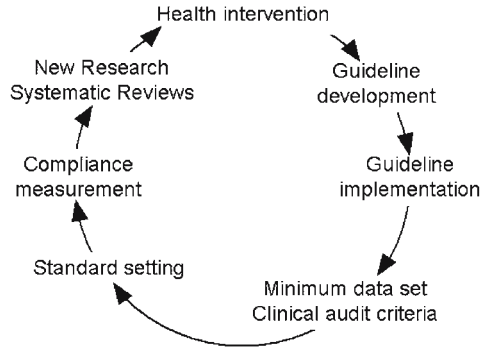 Health intervention
Guideline
development
Guideline
implementation
Minimum data set
Clinical audit criteria
Standard setting
Compliance
measurement
New Research
Systematic Reviews